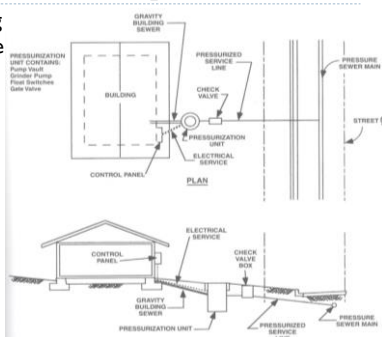 g
e
PRESSURIZATION
UNIT CONTAINS:
Pump Vault
Grinder Pump
Float Switches
Gate Valve
GRAVITY
BUILDING
SEWER
PRESSURIZED
SERVICE
LINE
PRESSURE
SEWER MAIN
CHECK
VALVE
BUILDING
STREET
PRESSURIZATION
UNIT
ELECTRICAL
SERVICE
CONTROL PANEL
PLAN
ELECTRICAL
SERVICE
CHECK
VALVE
BOX
CONTROL
PANEL
GRAVITY
BUILDING
SEWER
PRESSURIZATION UNIT
PRESSURIZED
SERVICE
PRESSURE
SEWER MAIN